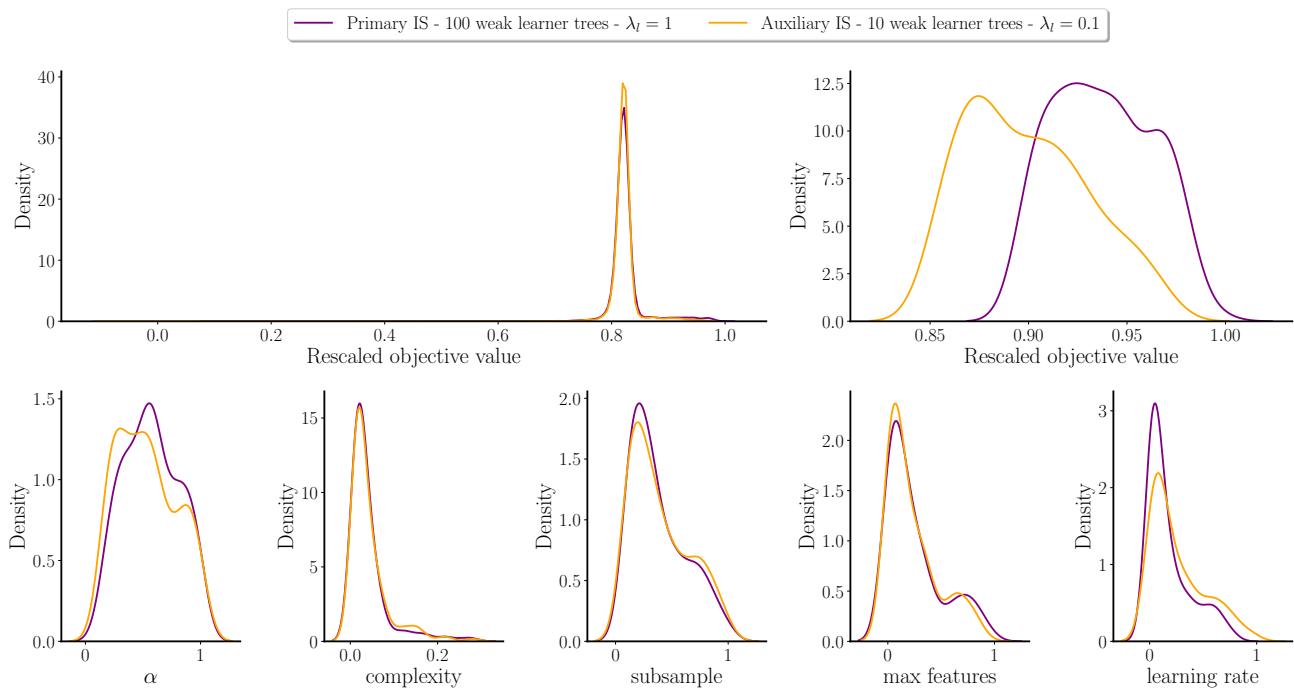 Primary IS - 100 weak learner trees - λ_l = 1    Auxiliary IS - 10 weak learner trees - λ_l = 0.1
Density
40
30
20
10
0
0.0 0.2 0.4 0.6 0.8 1.0
Rescaled objective value
Density
12.5
10.0
7.5
5.0
2.5
0.0
0.85 0.90 0.95 1.00
Rescaled objective value
Density
1.5
1.0
0.5
0.0
0 1
α
Density
15
10
5
0
0.0 0.2
complexity
Density
2.0
1.5
1.0
0.5
0.0
0 1
subsample
Density
2.0
1.5
1.0
0.5
0.0
0 1
max features
Density
3
2
1
0
0 1
learning rate